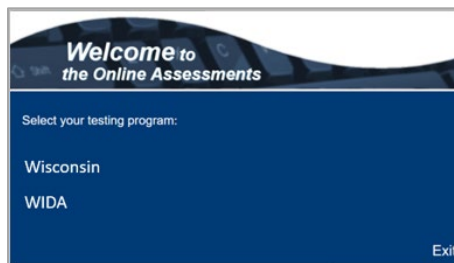 Welcome to
the Online Assessments
Select your testing program:
Wisconsin
WIDA
Exit